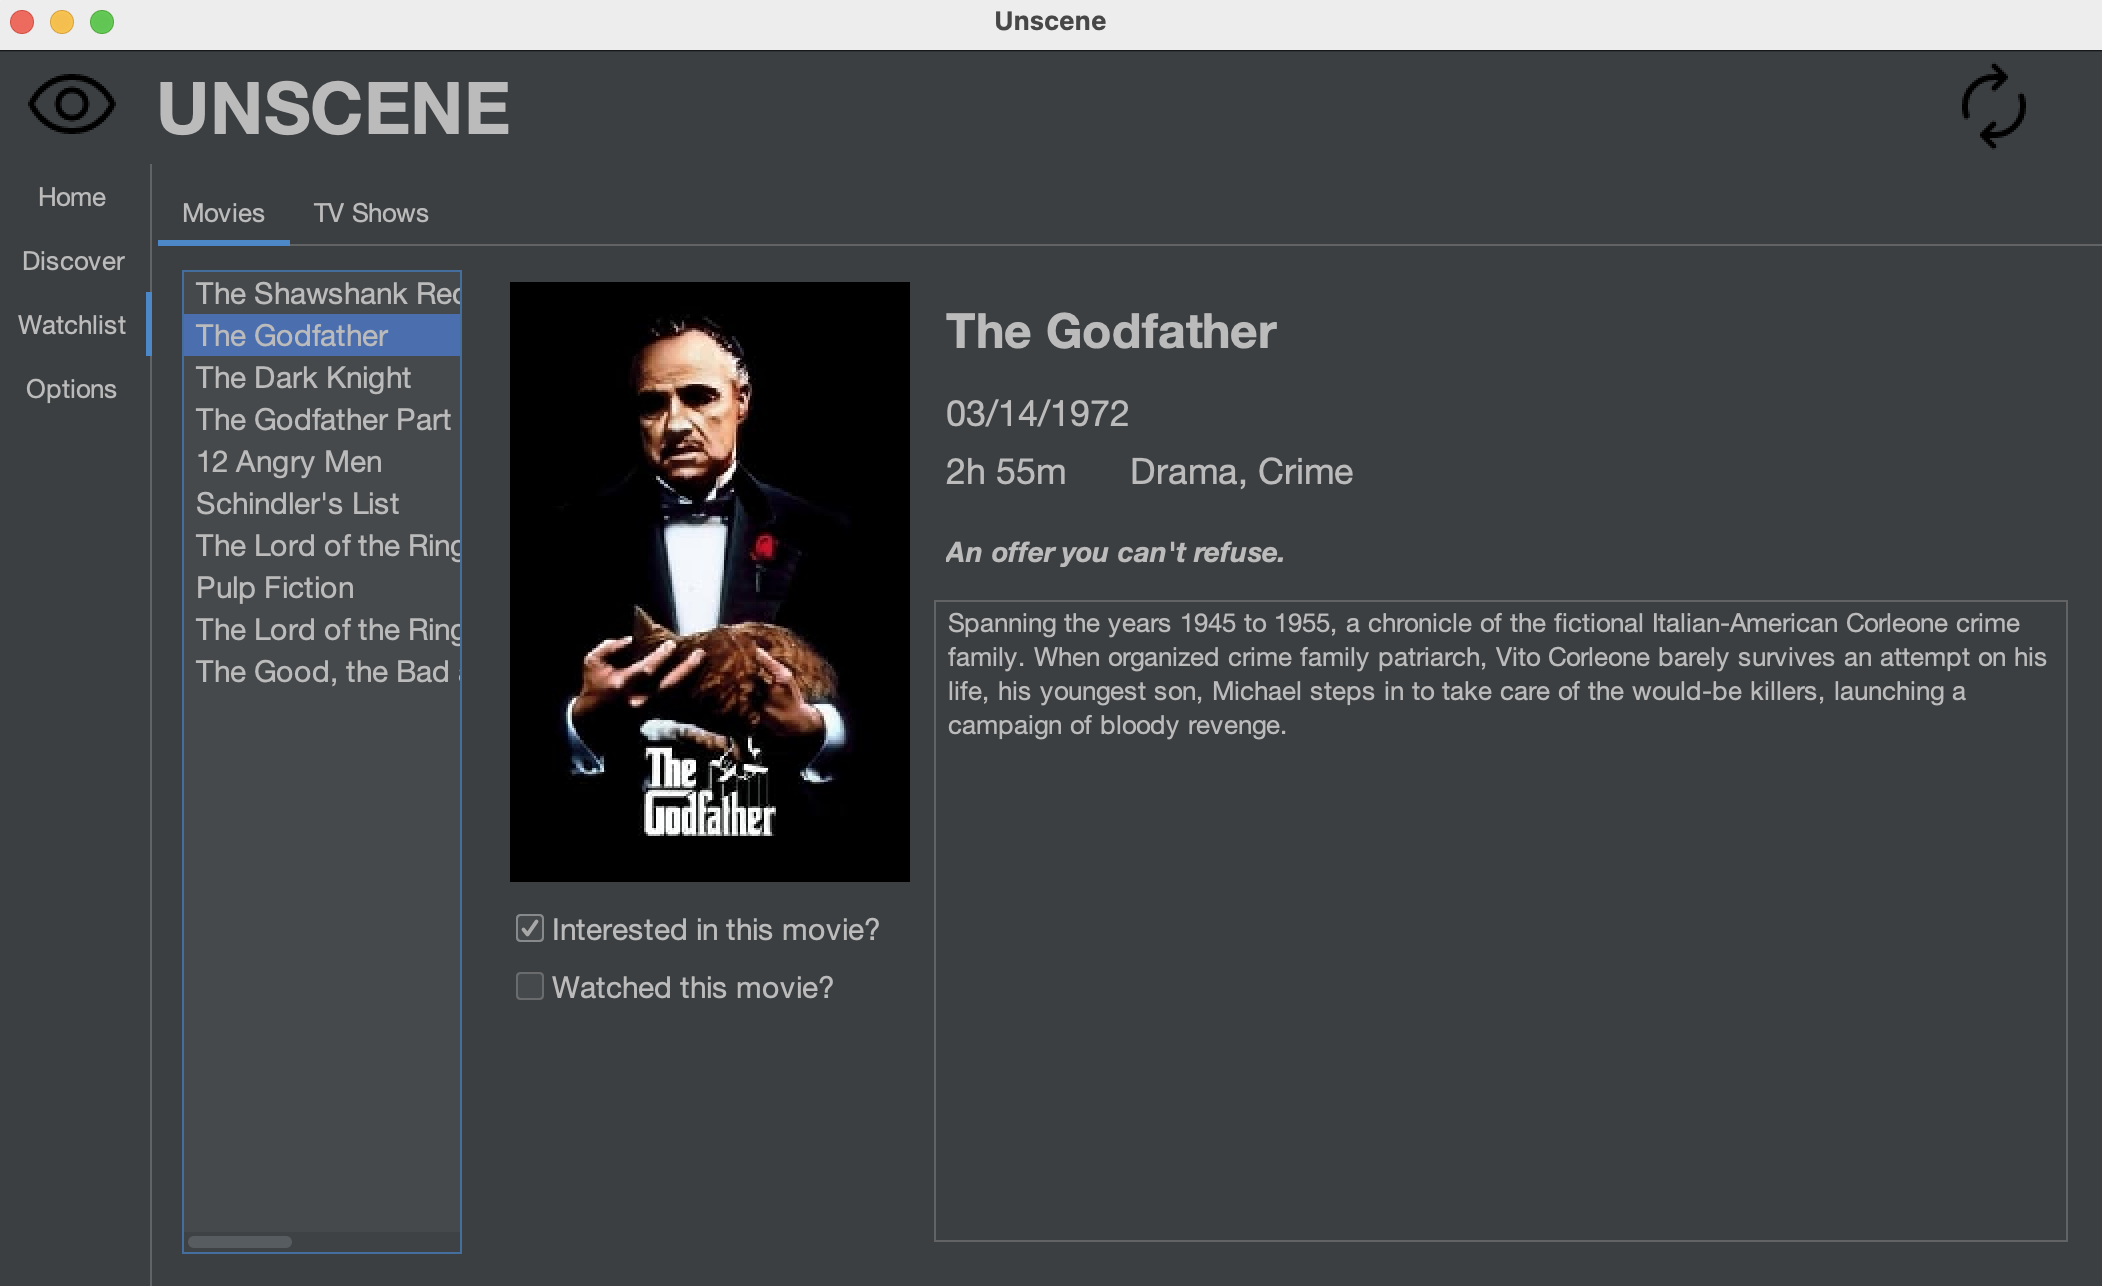 Unscene
UNSCENE
Home
Discover
Watchlist
Options
Movies TV Shows
The Shawshank Rec
The Godfather
The Dark Knight
The Godfather Part
12 Angry Men
Schindler's List
The Lord of the Ring
Pulp Fiction
The Lord of the Ring
The Good, the Bad
The
Godfather
Interested in this movie?
Watched this movie?
The Godfather
03/14/1972
2h 55m Drama, Crime
An offer you can't refuse.
Spanning the years 1945 to 1955, a chronicle of the fictional Italian-American Corleone crime
family. When organized crime family patriarch, Vito Corleone barely survives an attempt on his
life, his youngest son, Michael steps in to take care of the would-be killers, launching a
campaign of bloody revenge.